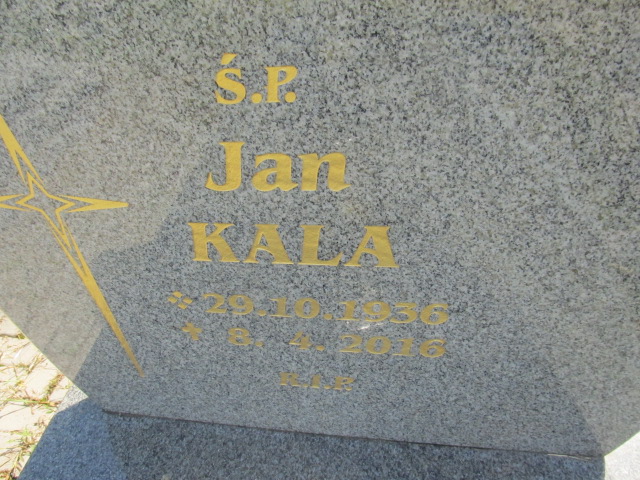 Ś.P.
Jan
KALA
29.10.1936
8. 4. 2016
R.I.P.